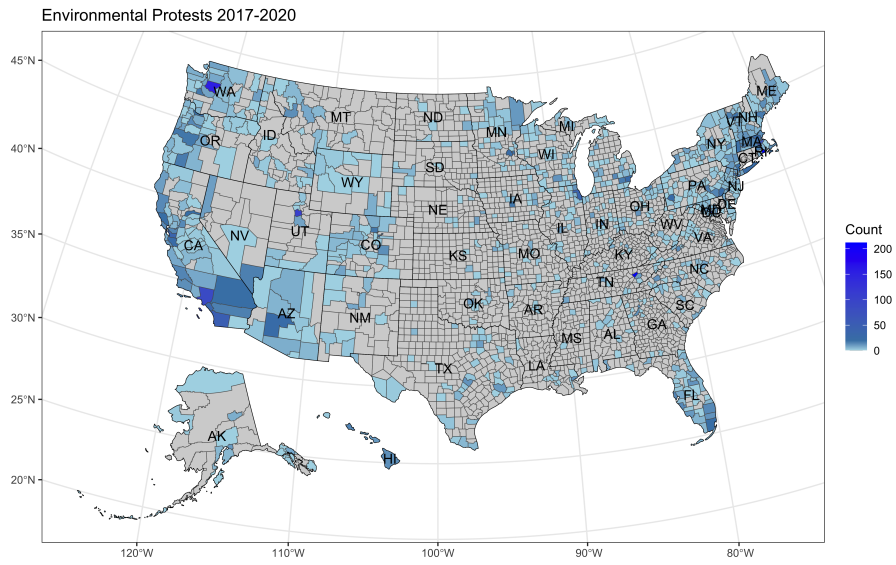 Environmental Protests 2017-2020
45°N
40°N
35°N
30°N
25°N
20°N
120°W
110°W
100°W
90°W
80°W
WA
MT
ND
MN
MI
ME
OR
ID
SD
WI
NY
NH
MA
CT
WY
IA
PA
NJ
NV
UT
CO
NE
IL
IN
OH
WV
DE
CA
KS
MO
KY
VA
AZ
NM
OK
AR
TN
NC
SC
TX
LA
MS
AL
GA
FL
AK
HI
Count
200
150
100
50
0